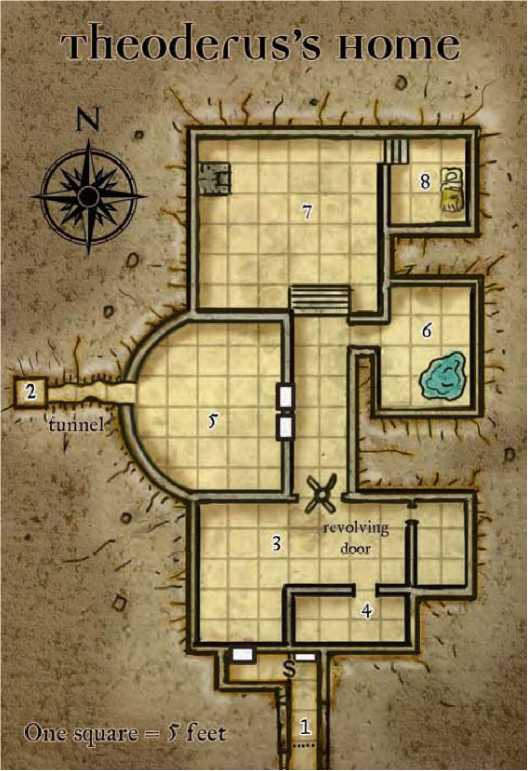 Theoderus's Home
N
8
7
6
2
tunnel
5
3
revolving
door
4
S
1
One square = 5 feet